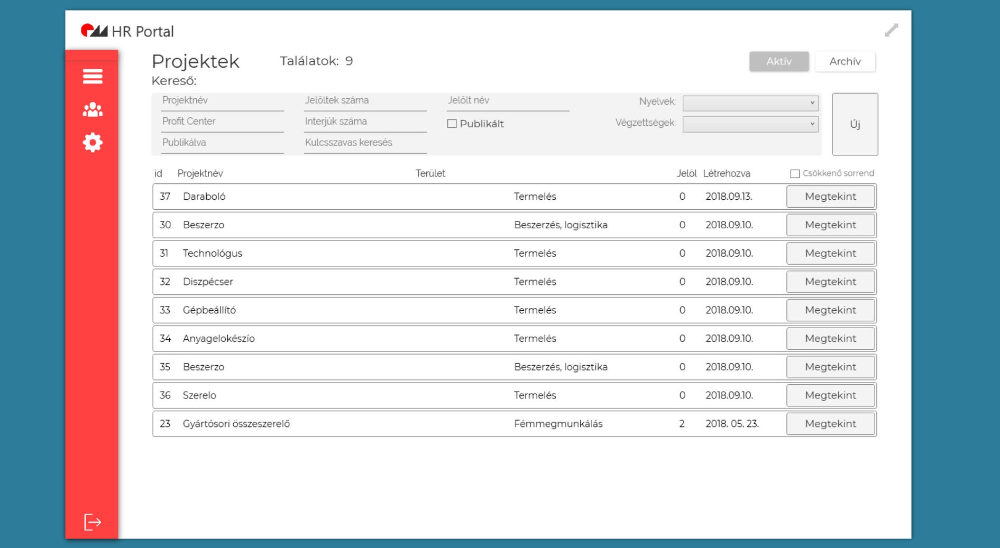 HR Portal
Projektek
Találatok: 9
Aktív
Archív
Kereső:
Projektnév
Jelöltek száma
Jelölt név
Nyelvek:
Profit Center
Interjúk száma
Publikált
Végzettségek:
Új
Publikálva
Kulcsszavas keresés
id Projektnév Terület Jelöl Létrehozva Csökkenő sorrend
37 Daraboló Termelés 0 2018.09.13. Megtekint
30 Beszerzo Beszerzés, logisztika 0 2018.09.10. Megtekint
31 Technológus Termelés 0 2018.09.10. Megtekint
32 Diszpécser Termelés 0 2018.09.10. Megtekint
33 Gépbeállító Termelés 0 2018.09.10. Megtekint
34 Anyagelokészío Termelés 0 2018.09.10. Megtekint
35 Beszerzo Beszerzés, logisztika 0 2018.09.10. Megtekint
36 Szerelo Termelés 0 2018.09.10. Megtekint
23 Gyártósori összeszerelő Fémmegmunkálás 2 2018. 05. 23. Megtekint